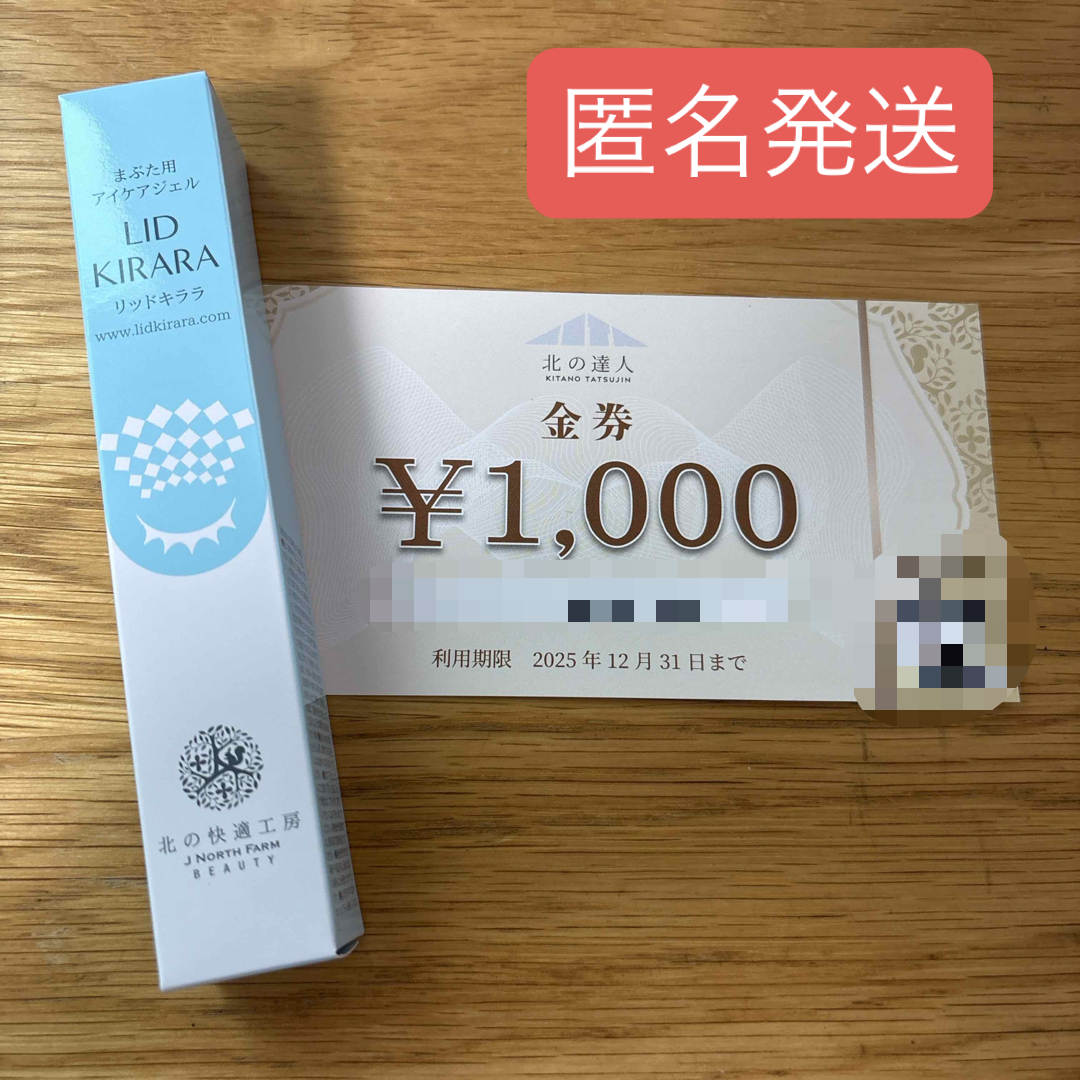 匿名発送
まぶた用
アイケアジェル
LID
KIRARA
リッドキララ
www.lidkirara.com
北の快適工房
J NORTH FARM
BEAUTY
北の達人
KITANO TATSUJIN
金券
¥1,000
利用期限 2025年12月31日まで